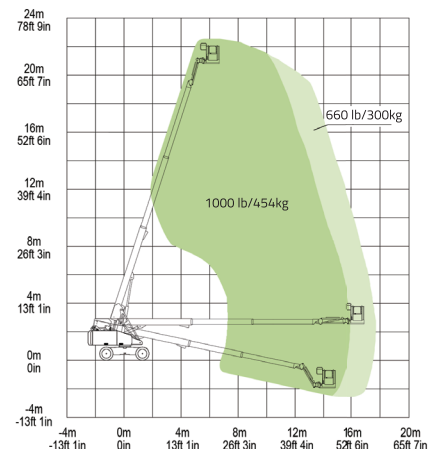 24m
78ft 9in
20m
65ft 7in
16m
52ft 6in
12m
39ft 4in
8m
26ft 3in
4m
13ft 1in
0m
0in
-4m
-13ft 1in
660 lb/300kg
1000 lb/454kg
-4m 0m 4m 8m 12m 16m 20m
-13ft 1in 0in 13ft 1in 26ft 3in 39ft 4in 52ft 6in 65ft 7in